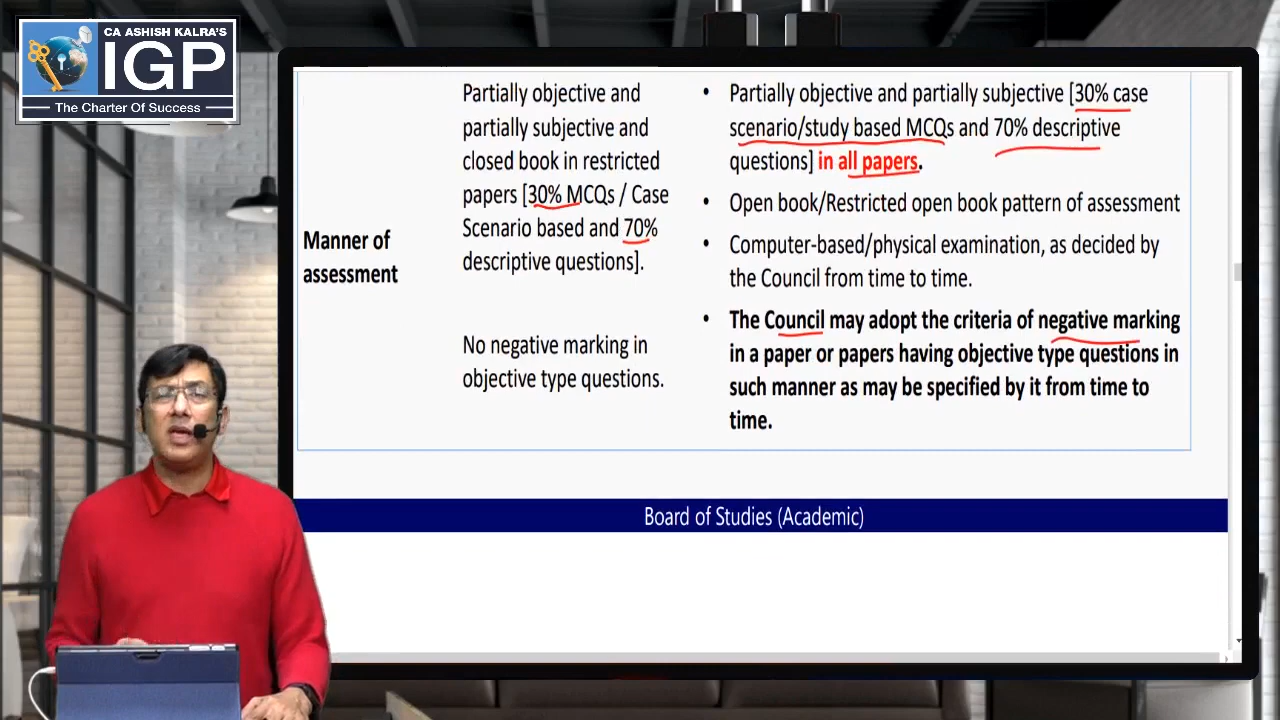 CA ASHISH KALRA'S
IGP
The Charter Of Success
Manner of
assessment
Partially objective and
partially subjective and
closed book in restricted
papers [30% MCQs / Case
Scenario based and 70%
descriptive questions].
No negative marking in
objective type questions.
• Partially objective and partially subjective [30% case
scenario/study based MCQs and 70% descriptive
questions] in all papers.
• Open book/Restricted open book pattern of assessment
• Computer-based/physical examination, as decided by
the Council from time to time.
• The Council may adopt the criteria of negative marking
in a paper or papers having objective type questions in
such manner as may be specified by it from time to
time.
Board of Studies (Academic)